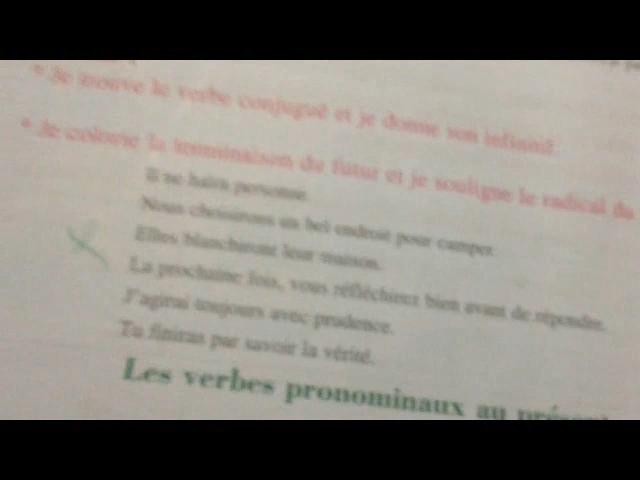 * Je trouve le verbe conjugué et je donne son infinitif.
* Je colorie la terminaison du futur et je souligne le radical du
Il ne haïra personne.
Nous choisirons un bel endroit pour camper.
Elles blanchiront leur maison.
La prochaine fois, vous réfléchirez bien avant de répondre.
J'agirai toujours avec prudence.
Tu finiras par savoir la vérité.
Les verbes pronominaux au présent